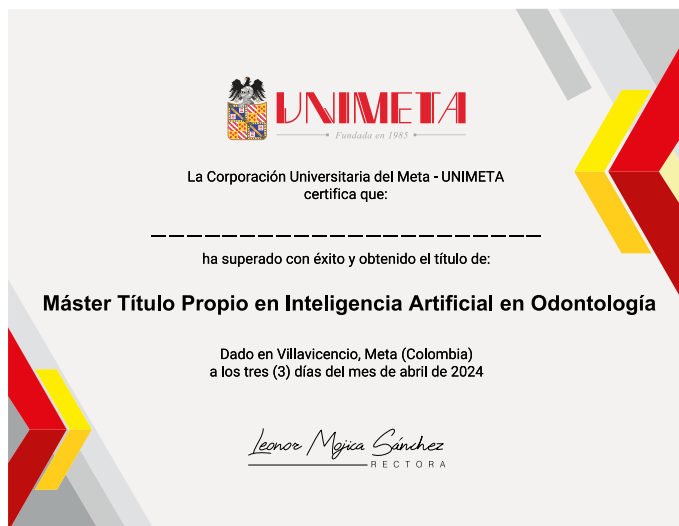 UNIMETA
Fundada en 1985
La Corporación Universitaria del Meta - UNIMETA
certifica que:
ha superado con éxito y obtenido el título de:
Máster Título Propio en Inteligencia Artificial en Odontología
Dado en Villavicencio, Meta (Colombia)
a los tres (3) días del mes de abril de 2024
Leonor Mojica Sánchez
RECTORA